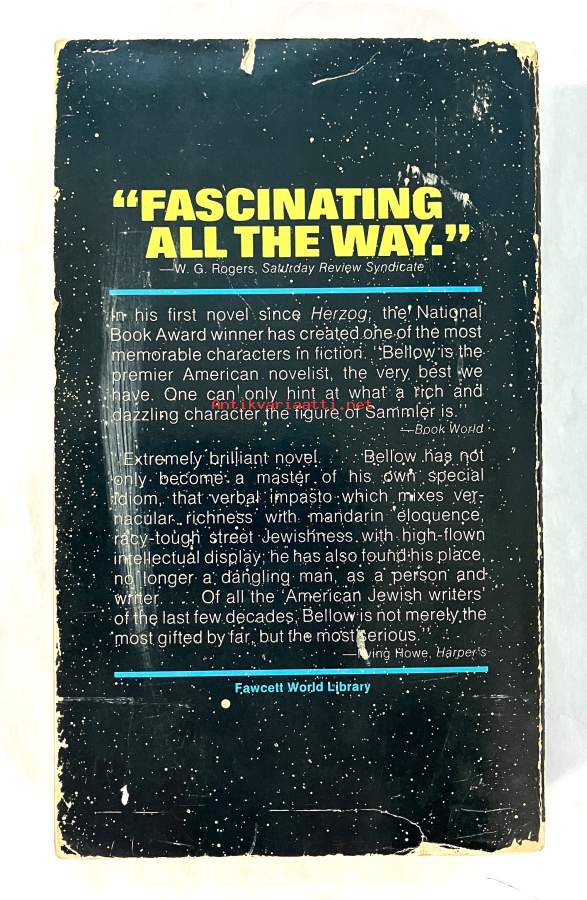 “FASCINATING
ALL THE WAY.”
—W. G. Rogers, Saturday Review Syndicate
In his first novel since Herzog, the National
Book Award winner has created one of the most
memorable characters in fiction. "Bellow is the
premier American novelist, the very best we
have. One can only hint at what a rich and
antikvariaatti.net
dazzling character the figure of Sammler is."
—Book World
"Extremely brilliant novel. . . . Bellow has not
only become a master of his own special
idiom, that verbal impasto which mixes ver-
nacular richness with mandarin eloquence,
racy-tough street Jewishness with high-flown
intellectual display; he has also found his place,
no longer a dangling man, as a person and
writer . . . . Of all the 'American Jewish writers'
of the last few decades, Bellow is not merely the
most gifted by far, but the most serious."
—Irving Howe, Harper's
Fawcett World Library